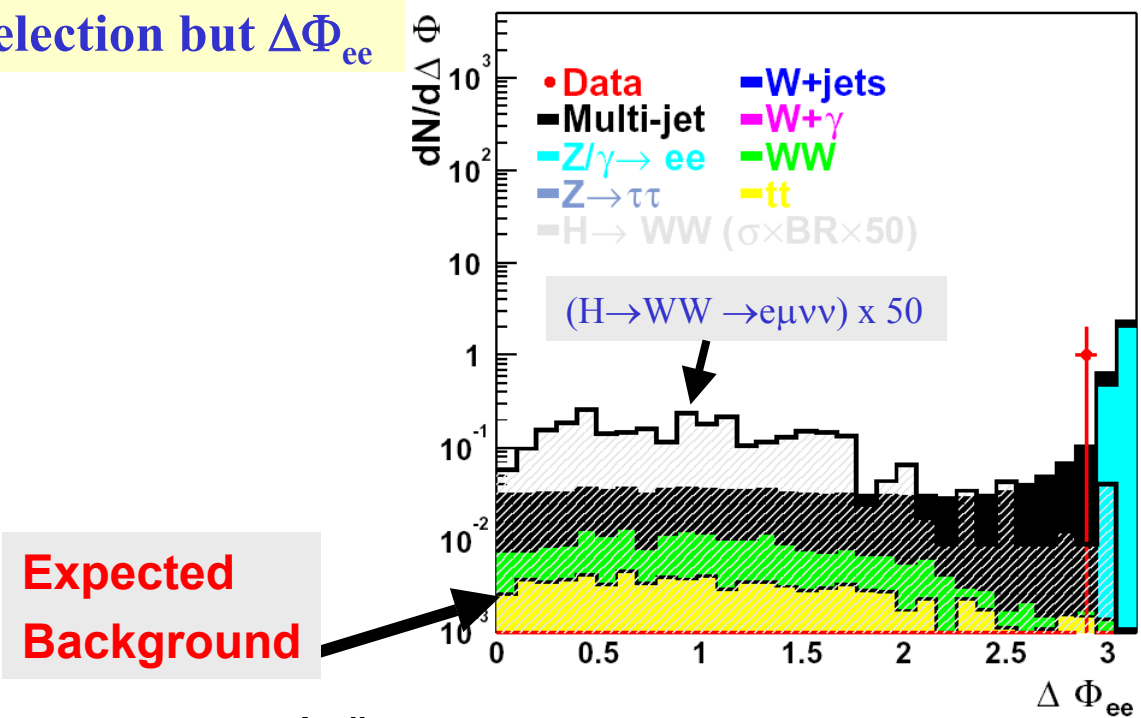 election but ΔΦee
dN/dΔ Φ
10³
10²
10
1
10⁻¹
10⁻²
Data
Multi-jet
Z/γ→ ee
Z→ττ
H→ WW (σ×BR×50)
W+jets
W+γ
WW
tt
(H→WW →eμνν) x 50
Expected
Background
0 0.5 1 1.5 2 2.5 3
Δ Φee